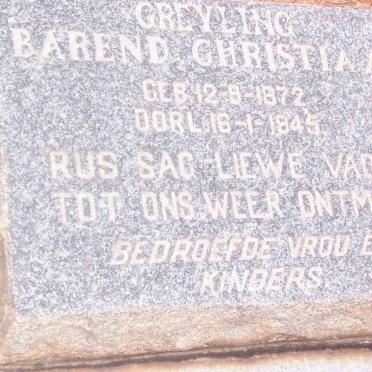 GREYLING
BAREND CHRISTIA
GEB. 12-8-1872
OORL. 16-1-1945
RUS SAG LIEWE VAD
TOT ONS WEER ONTM
BEDROEFDE VROU E
KINDERS.